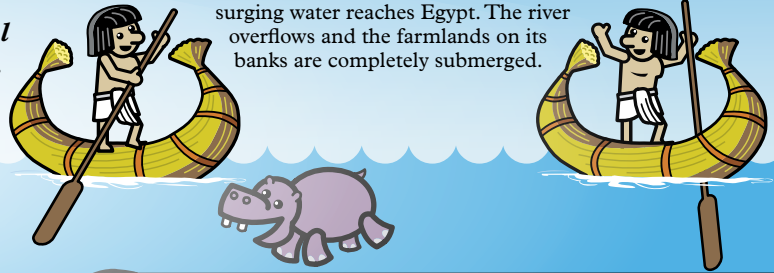 surging water reaches Egypt. The river
overflows and the farmlands on its
banks are completely submerged.